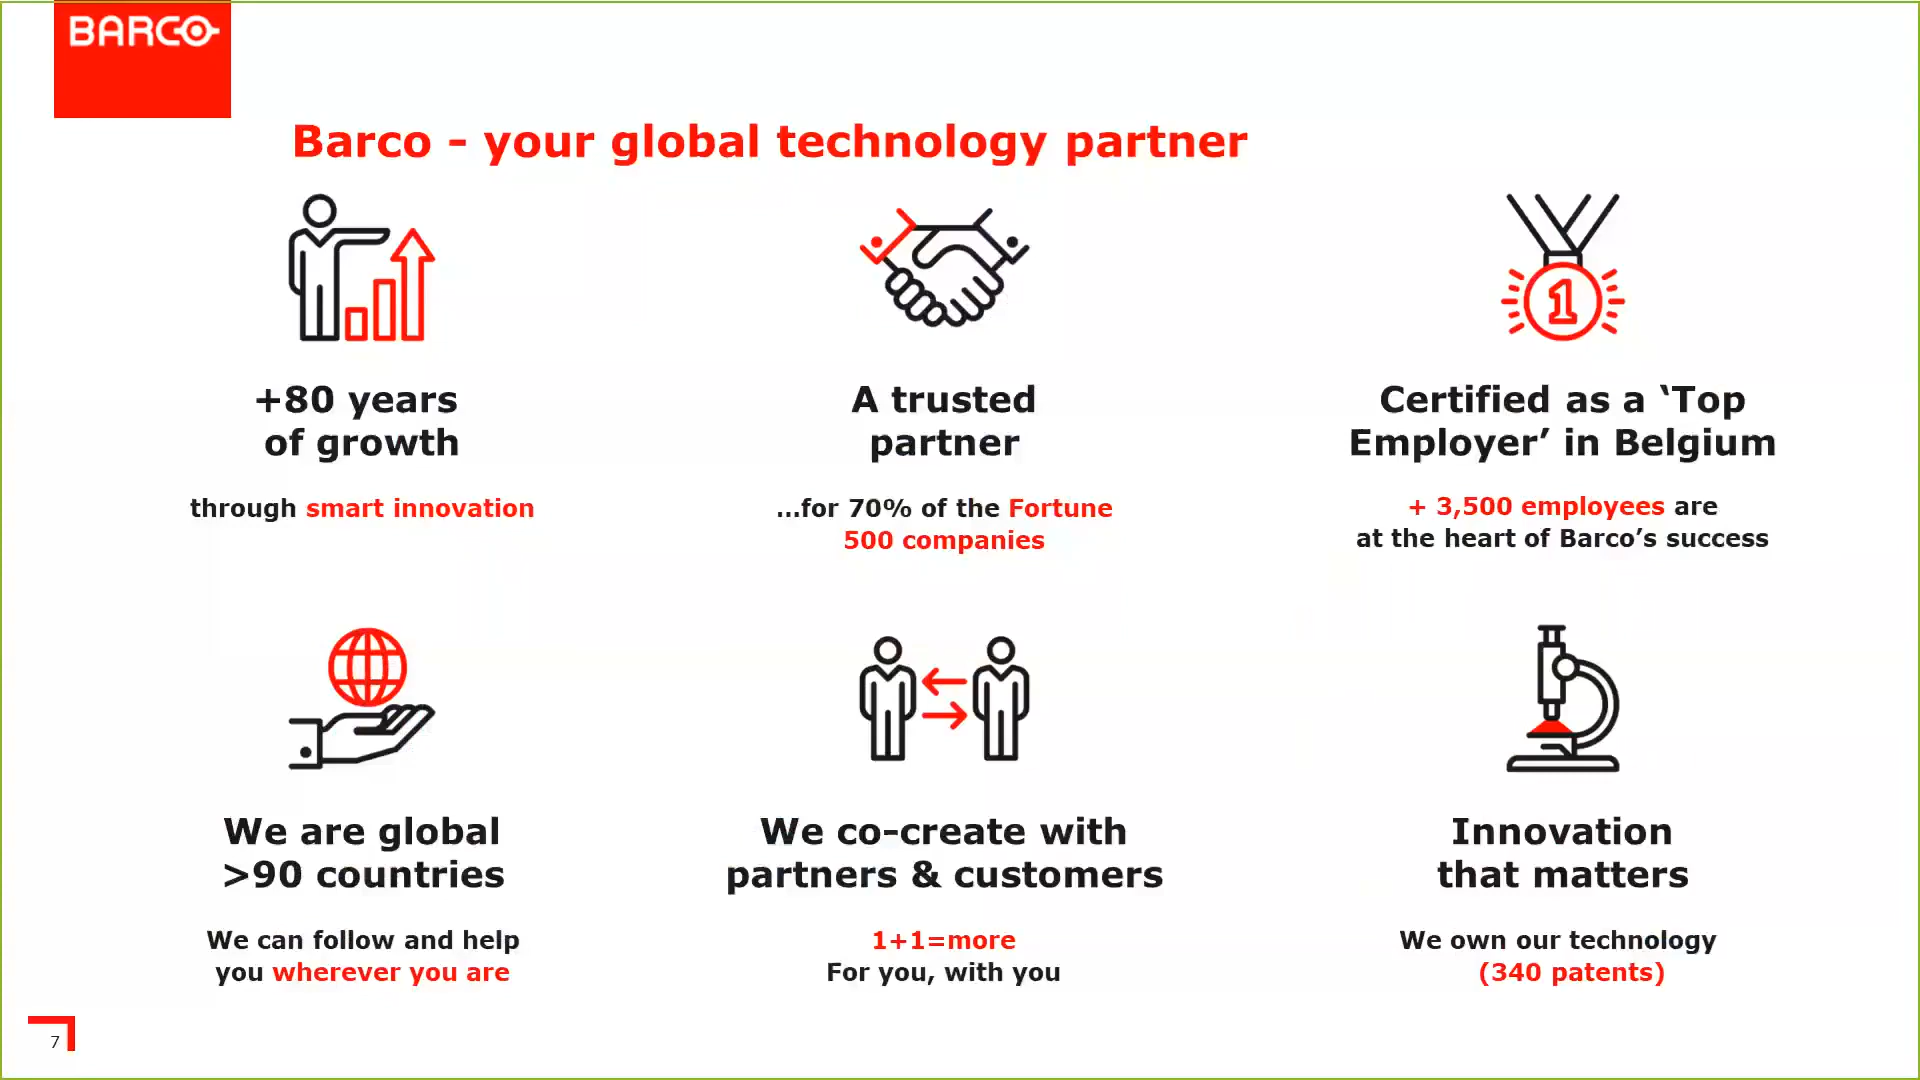 BARCO
Barco - your global technology partner
1
+80 years
of growth
through smart innovation
A trusted
partner
...for 70% of the Fortune
500 companies
Certified as a ‘Top
Employer’ in Belgium
+ 3,500 employees are
at the heart of Barco’s success
We are global
>90 countries
We can follow and help
you wherever you are
We co-create with
partners & customers
1+1=more
For you, with you
Innovation
that matters
We own our technology
(340 patents)
7